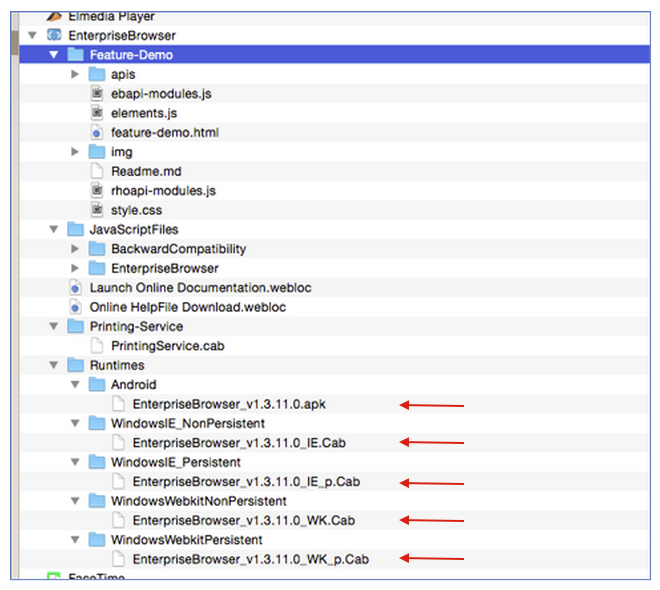 Elmedia Player
EnterpriseBrowser
Feature-Demo
apis
ebapi-modules.js
elements.js
feature-demo.html
img
Readme.md
rhoapi-modules.js
style.css
JavaScriptFiles
BackwardCompatibility
EnterpriseBrowser
Launch Online Documentation.webloc
Online HelpFile Download.webloc
Printing-Service
PrintingService.cab
Runtimes
Android
EnterpriseBrowser_v1.3.11.0.apk
WindowsIE_NonPersistent
EnterpriseBrowser_v1.3.11.0_IE.Cab
WindowsIE_Persistent
EnterpriseBrowser_v1.3.11.0_IE_p.Cab
WindowsWebkitNonPersistent
EnterpriseBrowser_v1.3.11.0_WK.Cab
WindowsWebkitPersistent
EnterpriseBrowser_v1.3.11.0_WK_p.Cab
FaceTime